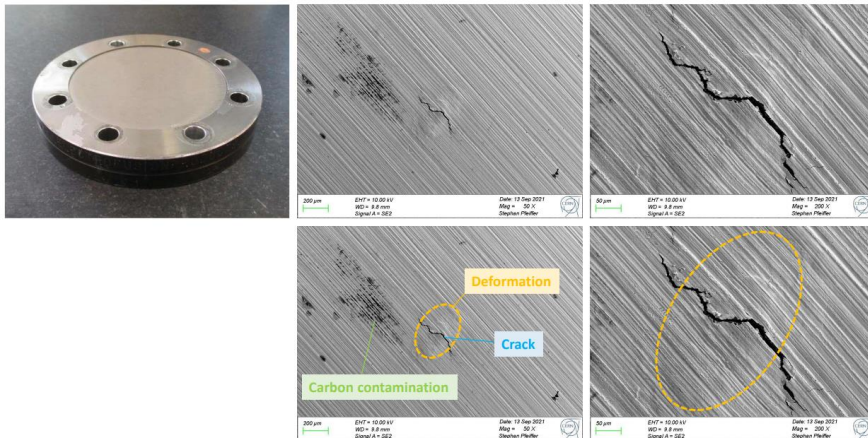 200 µm
EHT = 10.00 kV
WD = 9.8 mm
Signal A = SE2
Date: 13 Sep 2021
Mag = 50 X
Stephan Pfeiffer
50 µm
EHT = 10.00 kV
WD = 9.8 mm
Signal A = SE2
Date: 13 Sep 2021
Mag = 200 X
Stephan Pfeiffer
Deformation
Crack
Carbon contamination
200 µm
EHT = 10.00 kV
WD = 9.8 mm
Signal A = SE2
Date: 13 Sep 2021
Mag = 50 X
Stephan Pfeiffer
50 µm
EHT = 10.00 kV
WD = 9.8 mm
Signal A = SE2
Date: 13 Sep 2021
Mag = 200 X
Stephan Pfeiffer